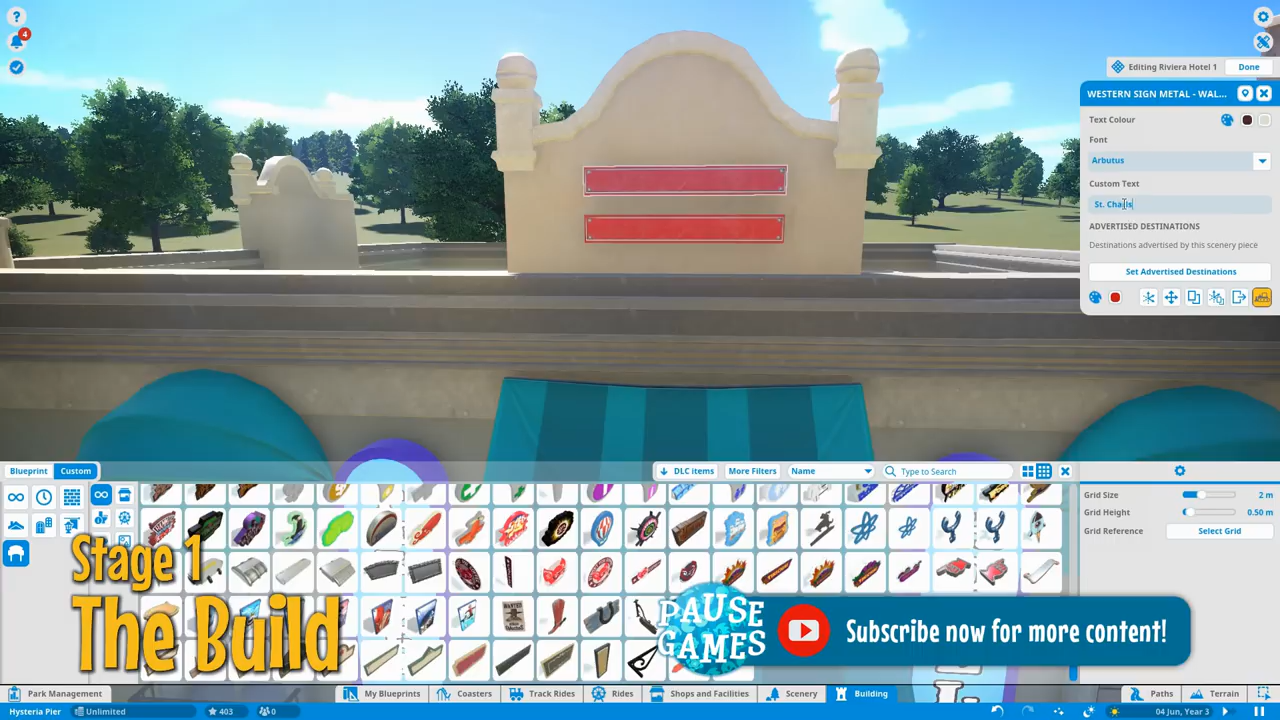 4
Editing Riviera Hotel 1
Done
WESTERN SIGN METAL - WAL...
Text Colour
Font
Arbutus
Custom Text
ADVERTISED DESTINATIONS
Destinations advertised by this scenery piece
Set Advertised Destinations
Blueprint
Custom
DLC items
More Filters
Name
Type to Search
Grid Size
2 m
Grid Height
0.50 m
Grid Reference
Select Grid
Stage 1
The Build
WANTED
PAUSE
GAMES
Subscribe now for more content!
Park Management
My Blueprints
Coasters
Track Rides
Rides
Shops and Facilities
Scenery
Building
Paths
Terrain
Hysteria Pier
Unlimited
403
0
04 Jun, Year 3